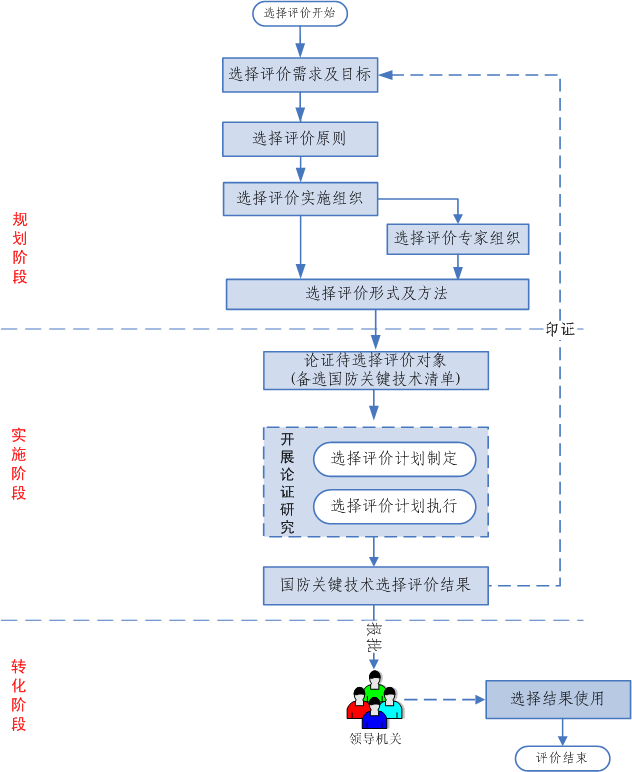 选择评价开始
选择评价需求及目标
选择评价原则
选择评价实施组织
选择评价专家组织
选择评价形式及方法
规划阶段
印证
论证待选择评价对象
(备选国防关键技术清单)
开展论证研究
选择评价计划制定
选择评价计划执行
实施阶段
国防关键技术选择评价结果
核批
转化阶段
领导机关
选择结果使用
评价结束